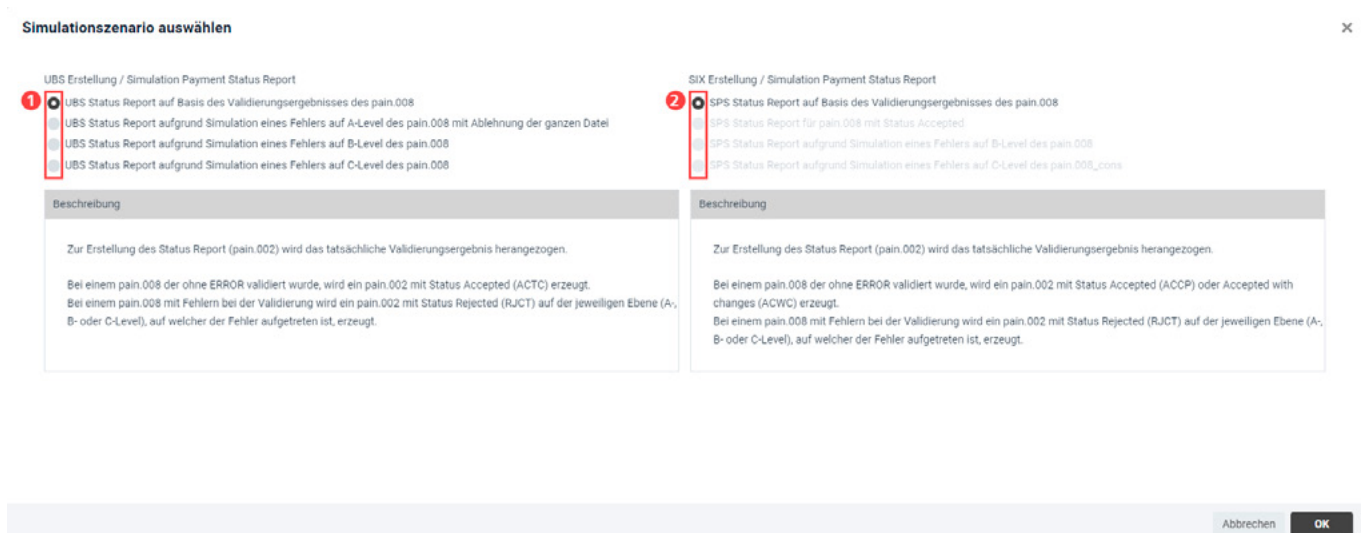 Simulationszenario auswählen
UBS Erstellung / Simulation Payment Status Report
1
UBS Status Report auf Basis des Validierungsergebnisses des pain.008
UBS Status Report aufgrund Simulation eines Fehlers auf A-Level des pain.008 mit Ablehnung der ganzen Datei
UBS Status Report aufgrund Simulation eines Fehlers auf B-Level des pain.008
UBS Status Report aufgrund Simulation eines Fehlers auf C-Level des pain.008
Beschreibung
Zur Erstellung des Status Report (pain.002) wird das tatsächliche Validierungsergebnis herangezogen.
Bei einem pain.008 der ohne ERROR validiert wurde, wird ein pain.002 mit Status Accepted (ACTC) erzeugt.
Bei einem pain.008 mit Fehlern bei der Validierung wird ein pain.002 mit Status Rejected (RJCT) auf der jeweiligen Ebene (A-,
B- oder C-Level), auf welcher der Fehler aufgetreten ist, erzeugt.
SIX Erstellung / Simulation Payment Status Report
2
SPS Status Report auf Basis des Validierungsergebnisses des pain.008
SPS Status Report für pain.008 mit Status Accepted
SPS Status Report aufgrund Simulation eines Fehlers auf B-Level des pain.008
SPS Status Report aufgrund Simulation eines Fehlers auf C-Level des pain.008_cons
Beschreibung
Zur Erstellung des Status Report (pain.002) wird das tatsächliche Validierungsergebnis herangezogen.
Bei einem pain.008 der ohne ERROR validiert wurde, wird ein pain.002 mit Status Accepted (ACCP) oder Accepted with
changes (ACWC) erzeugt.
Bei einem pain.008 mit Fehlern bei der Validierung wird ein pain.002 mit Status Rejected (RJCT) auf der jeweiligen Ebene (A-,
B- oder C-Level), auf welcher der Fehler aufgetreten ist, erzeugt.
Abbrechen
OK